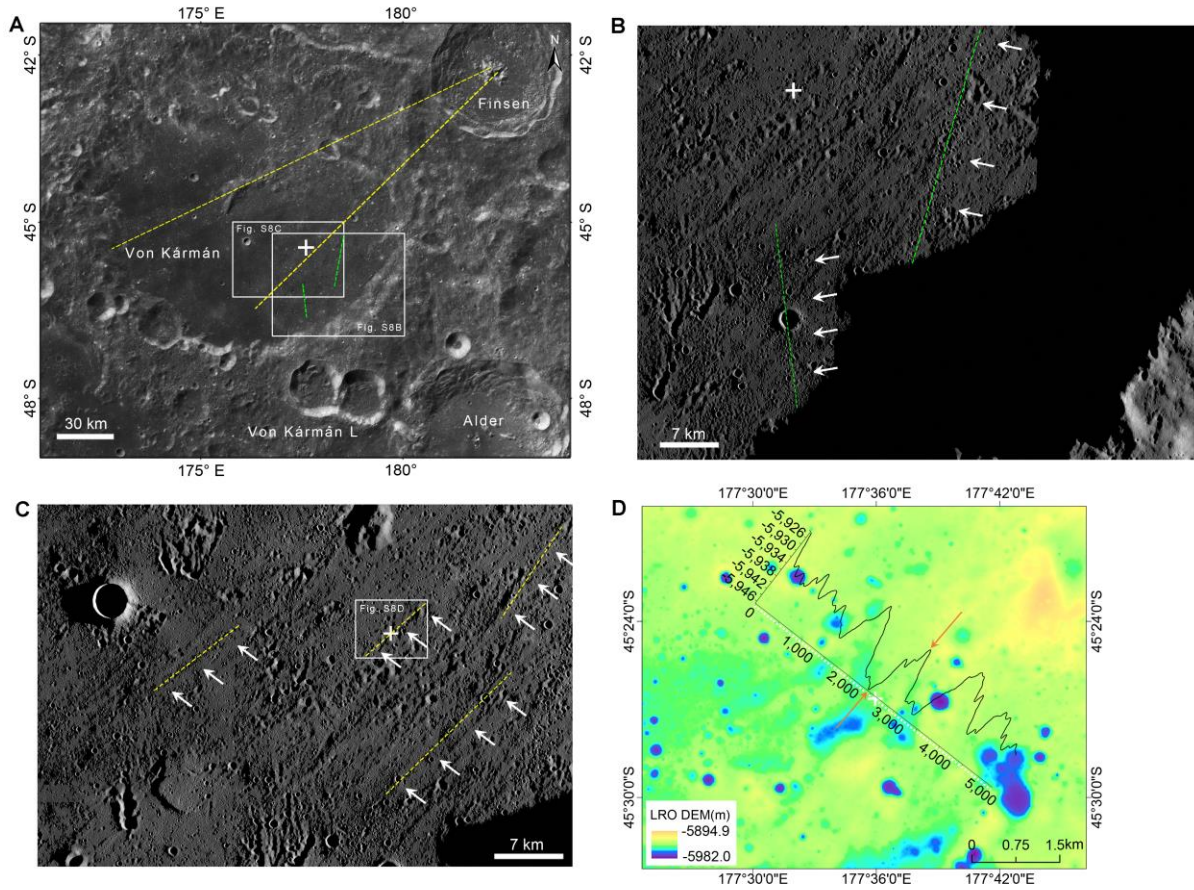 A
175° E
180°
42° S
42° S
N
Finsen
45° S
45° S
Fig. S8C
Von Kármán
Fig. S8B
48° S
48° S
30 km
Von Kármán L
Alder
175° E
180°
B
7 km
C
Fig. S8D
7 km
D
177°30'0"E
177°36'0"E
177°42'0"E
-5,926
-5,930
-5,934
-5,938
-5,942
-5,946
0
1,000
2,000
3,000
4,000
5,000
45°24'0"S
45°24'0"S
45°30'0"S
45°30'0"S
LRO DEM(m)
-5894.9
-5982.0
0 0.75 1.5km
177°30'0"E
177°36'0"E
177°42'0"E